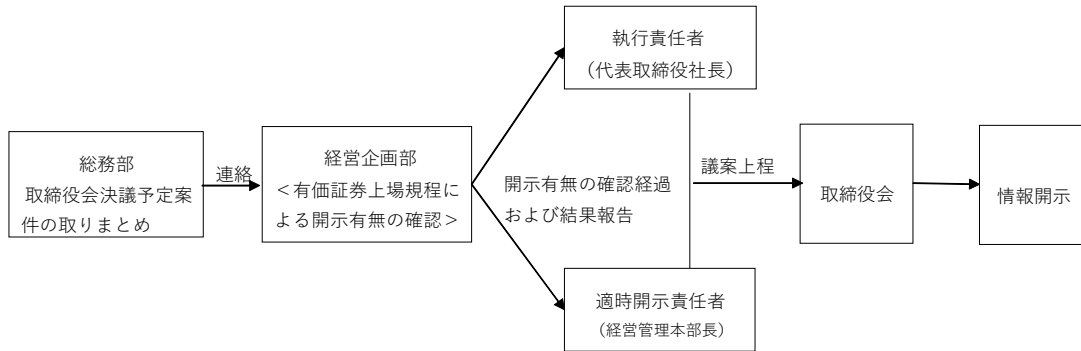 総務部
取締役会決議予定案
件の取りまとめ
連絡
経営企画部
<有価証券上場規程に
よる開示有無の確認>
執行責任者
（代表取締役社長）
開示有無の確認経過
および結果報告
適時開示責任者
（経営管理本部長）
議案上程
取締役会
情報開示